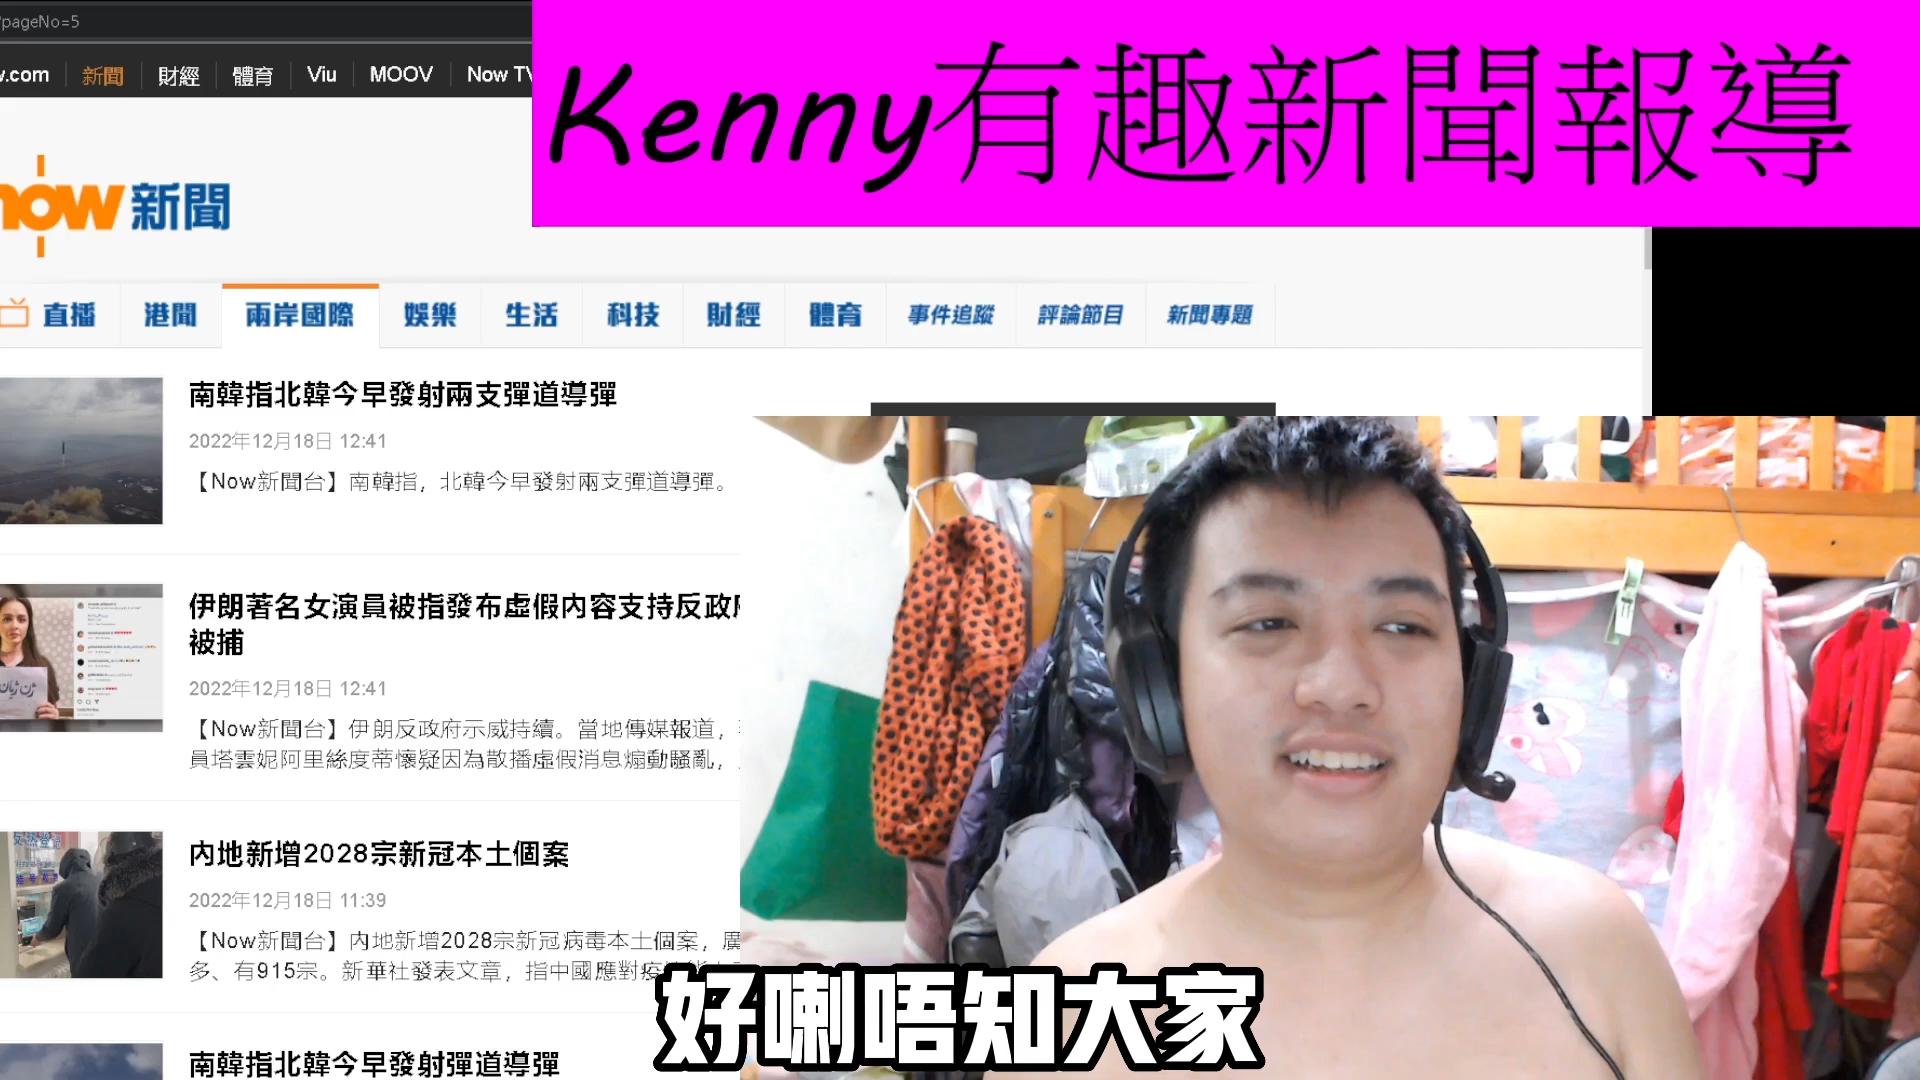 ?pageNo=5
Kenny有趣新聞報導
w.com 新聞 財經 體育 Viu MOOV Now TV
now 新聞
直播 港聞 兩岸國際 娛樂 生活 科技 財經 體育 事件追蹤 評論節目 新聞專題
南韓指北韓今早發射兩支彈道導彈
2022年12月18日 12:41
【Now新聞台】南韓指，北韓今早發射兩支彈道導彈。
伊朗著名女演員被指發布虛假內容支持反政
被捕
2022年12月18日 12:41
【Now新聞台】伊朗反政府示威持續。當地傳媒報道，
員塔雲妮阿里絲度蒂懷疑因為散播虛假消息煽動騷亂，
內地新增2028宗新冠本土個案
2022年12月18日 11:39
【Now新聞台】內地新增2028宗新冠病毒本土個案，廣
多、有915宗。新華社發表文章，指中國應對疫
南韓指北韓今早發射彈道導彈
好喇唔知大家